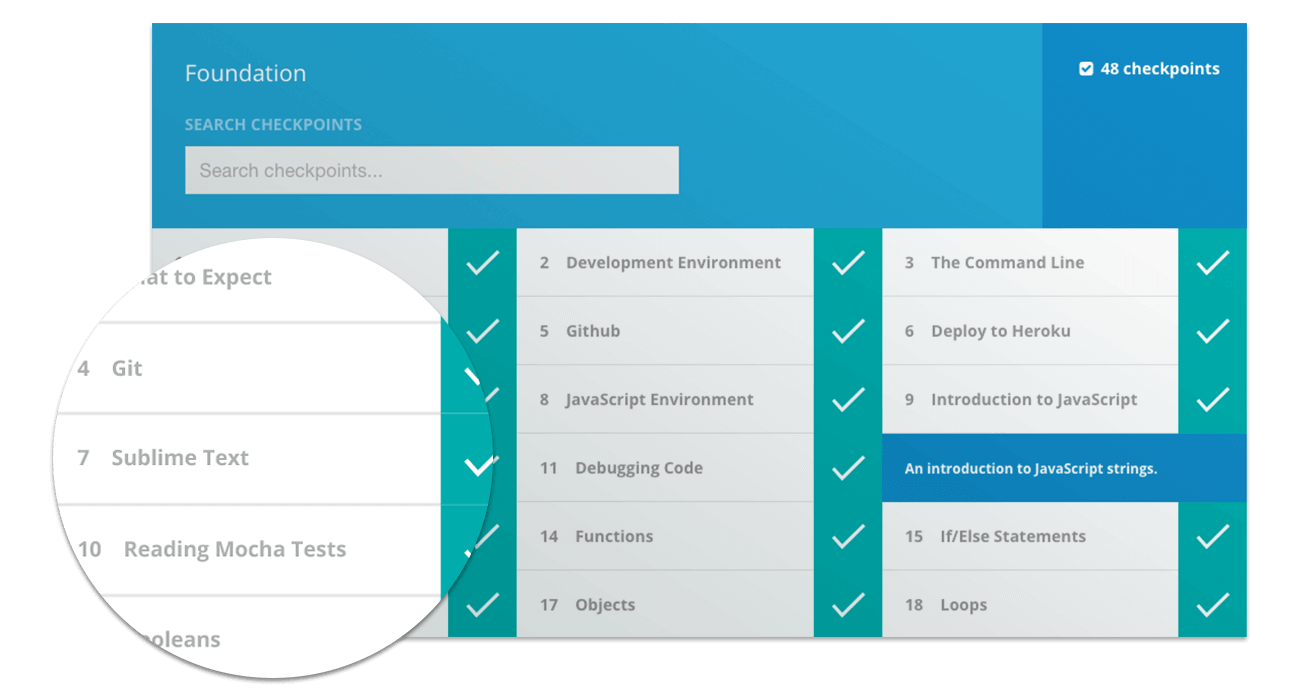 Foundation
48 checkpoints
SEARCH CHECKPOINTS
Search checkpoints...
at to Expect
2 Development Environment
3 The Command Line
4 Git
5 Github
6 Deploy to Heroku
7 Sublime Text
8 JavaScript Environment
9 Introduction to JavaScript
10 Reading Mocha Tests
11 Debugging Code
An introduction to JavaScript strings.
ooleans
14 Functions
15 If/Else Statements
17 Objects
18 Loops